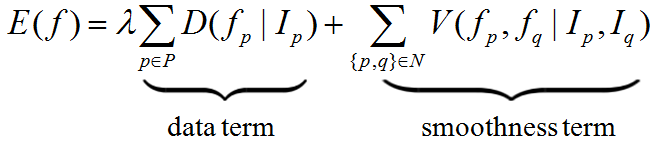 E(f) = λ∑D(f_p | I_p) + ∑V(f_p, f_q | I_p, I_q)
p∈P {p,q}∈N
data term smoothness term